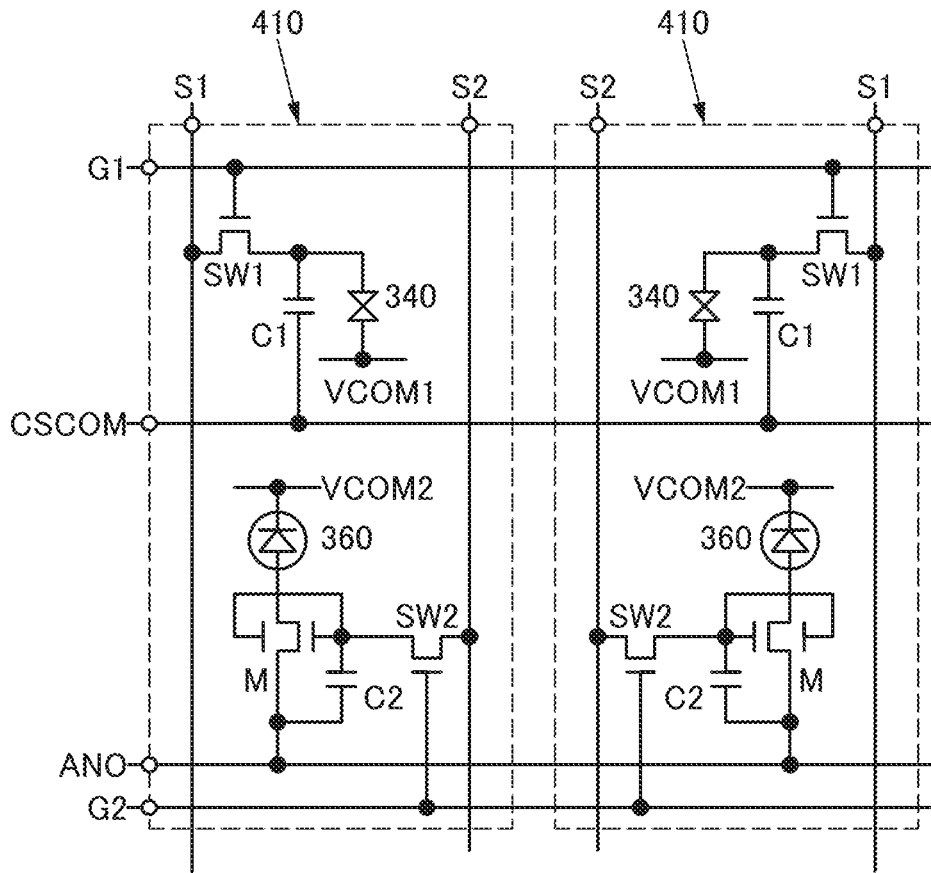 410 410
S1 S2 S2 S1
G1
SW1 SW1
340 340
C1 C1
VCOM1 VCOM1
CSCOM
VCOM2 VCOM2
360 360
SW2 SW2
M M
C2 C2
ANO
G2